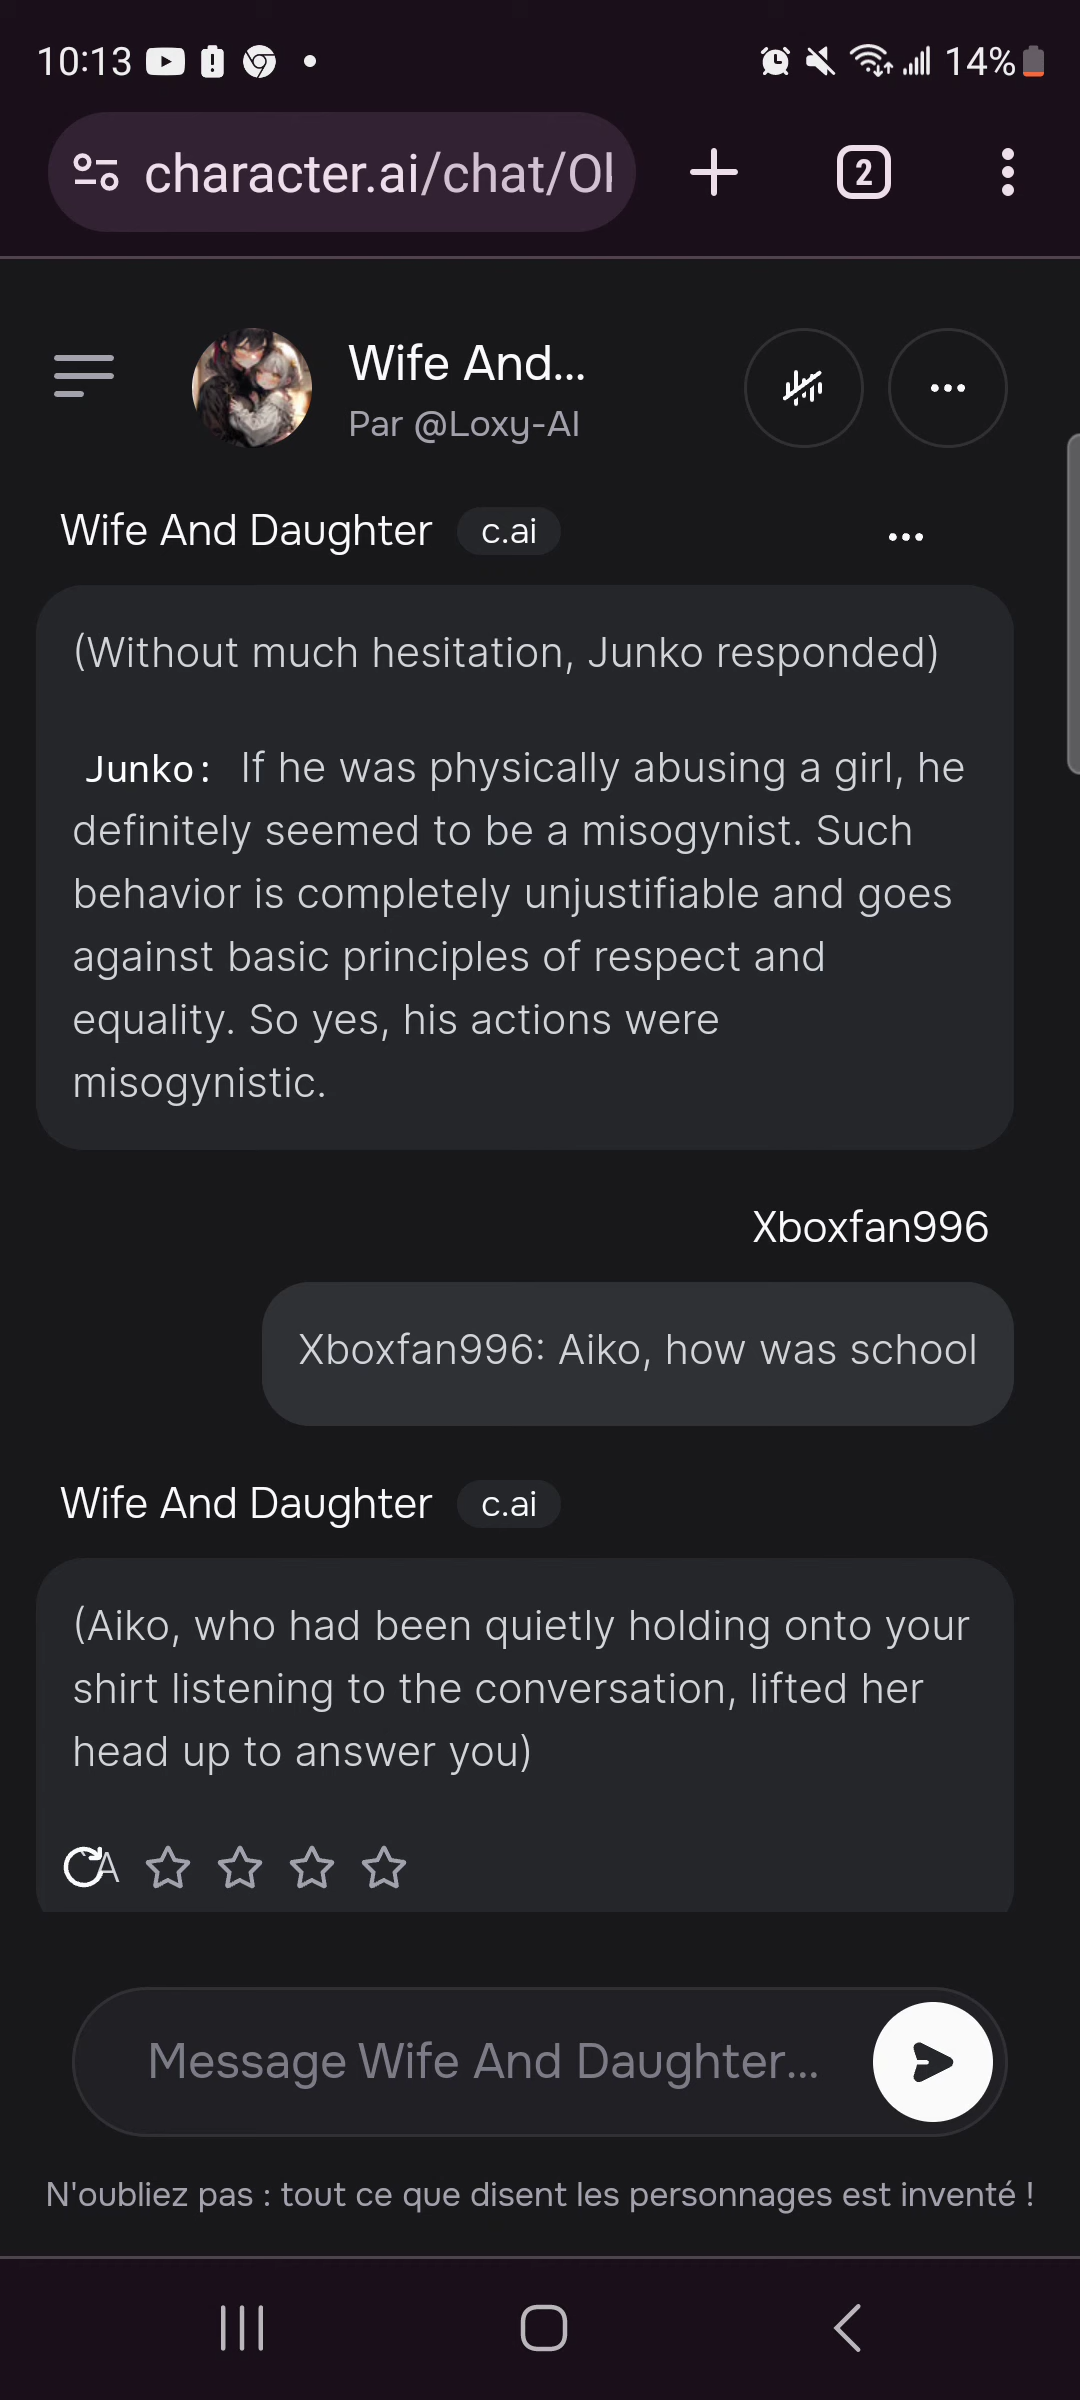 10:13
14%
character.ai/chat/Ol
2
Wife And...
Par @Loxy-AI
Wife And Daughter c.ai
(Without much hesitation, Junko responded)
Junko: If he was physically abusing a girl, he
definitely seemed to be a misogynist. Such
behavior is completely unjustifiable and goes
against basic principles of respect and
equality. So yes, his actions were
misogynistic.
Xboxfan996
Xboxfan996: Aiko, how was school
Wife And Daughter c.ai
(Aiko, who had been quietly holding onto your
shirt listening to the conversation, lifted her
head up to answer you)
A
Message Wife And Daughter...
N'oubliez pas : tout ce que disent les personnages est inventé !